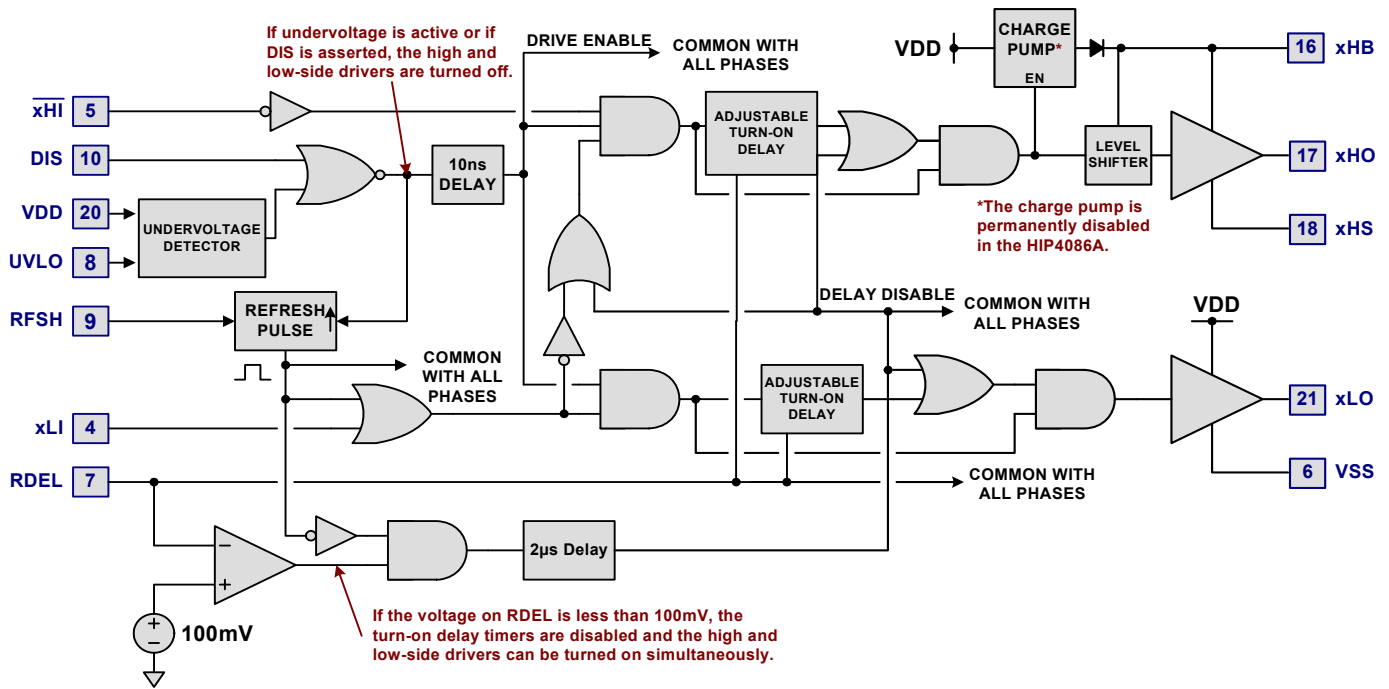 If undervoltage is active or if
DIS is asserted, the high and
low-side drivers are turned off.
DRIVE ENABLE
COMMON WITH
ALL PHASES
VDD
CHARGE
PUMP*
EN
16 xHB
xHI 5
DIS 10
10ns
DELAY
ADJUSTABLE
TURN-ON
DELAY
LEVEL
SHIFTER
17 xHO
VDD 20
UNDERVOLTAGE
DETECTOR
UVLO 8
*The charge pump is
permanently disabled
in the HIP4086A.
18 xHS
RFSH 9
REFRESH
PULSE
DELAY DISABLE
COMMON WITH
ALL PHASES
VDD
COMMON
WITH ALL
PHASES
ADJUSTABLE
TURN-ON
DELAY
21 xLO
xLI 4
RDEL 7
COMMON WITH
ALL PHASES
6 VSS
−
+
2µs Delay
+
−
100mV
If the voltage on RDEL is less than 100mV, the
turn-on delay timers are disabled and the high and
low-side drivers can be turned on simultaneously.